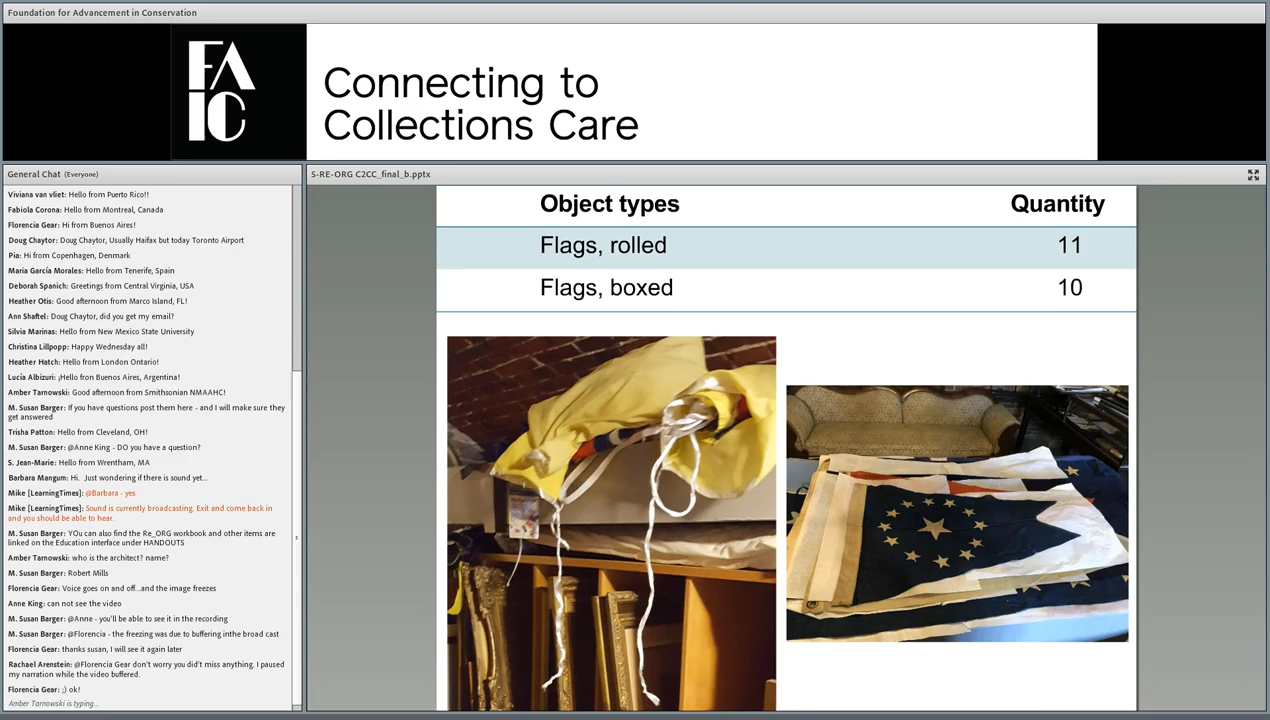 Foundation for Advancement in Conservation
FA
IC
Connecting to
Collections Care
General Chat (Everyone)
Viviana van vliet: Hello from Puerto Rico!!
Fabiola Corona: Hello from Montreal, Canada
Florencia Gear: Hi from Buenos Aires!
Doug Chaytor: Doug Chaytor, Usually Haifax but today Toronto Airport
Pia: Hi from Copenhagen, Denmark
Maria García Morales: Hello from Tenerife, Spain
Deborah Spanich: Greetings from Central Virginia, USA
Heather Otis: Good afternoon from Marco Island, FL!
Ann Shaftel: Doug Chaytor, did you get my email?
Silvia Marinas: Hello from New Mexico State University
Christina Lillpopp: Happy Wednesday all!
Heather Hatch: Hello from London Ontario!
Lucía Albizuri: ¡Hello fron Buenos Aires, Argentina!
Amber Tarnowski: Good afternoon from Smithsonian NMAAHC!
M. Susan Barger: If you have questions post them here - and I will make sure they
get answered
Trisha Patton: Hello from Cleveland, OH!
M. Susan Barger: @Anne King - DO you have a question?
S. Jean-Marie: Hello from Wrentham, MA
Barbara Mangum: Hi. Just wondering if there is sound yet...
Mike [LearningTimes]: @Barbara - yes
Mike [LearningTimes]: Sound is currently broadcasting. Exit and come back in
and you should be able to hear.
M. Susan Barger: YOu can also find the Re_ORG workbook and other items are
linked on the Education interface under HANDOUTS
Amber Tarnowski: who is the architect? name?
M. Susan Barger: Robert Mills
Florencia Gear: Voice goes on and off...and the image freezes
Anne King: can not see the video
M. Susan Barger: @Anne - you'll be able to see it in the recording
M. Susan Barger: @Florencia - the freezing was due to buffering inthe broad cast
Florencia Gear: thanks susan, I will see it again later
Rachael Arenstein: @Florencia Gear don't worry you did't miss anything. I paused
my narration while the video buffered.
Florencia Gear: ;) ok!
Amber Tarnowski is typing...
5-RE-ORG C2CC_final_b.pptx
Object types Quantity
Flags, rolled 11
Flags, boxed 10